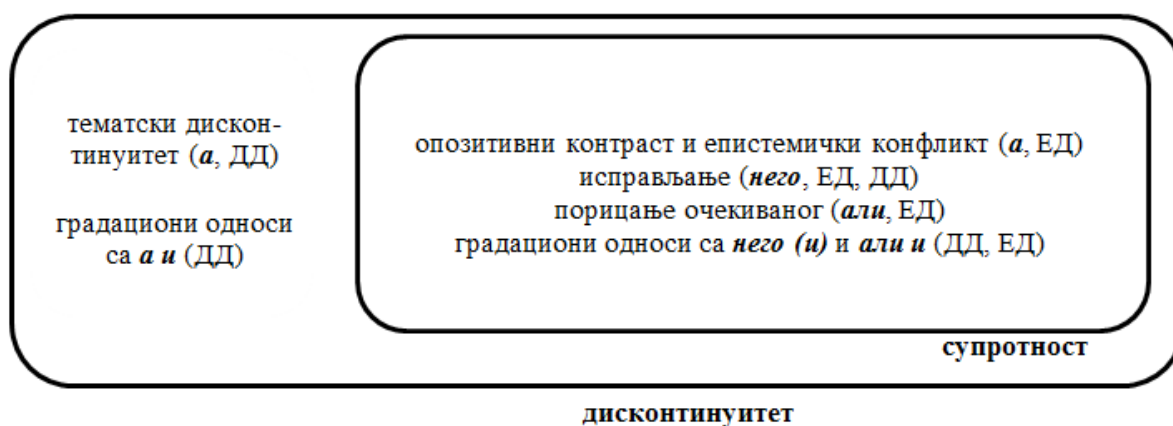 тематски дискон-
тинуитет (а, ДД)
градациони односи
са а и (ДД)
опозитивни контраст и епистемички конфликт (а, ЕД)
исправљање (него, ЕД, ДД)
порицање очекиваног (али, ЕД)
градациони односи са него (и) и али и (ДД, ЕД)
супротност
дисконтинуитет